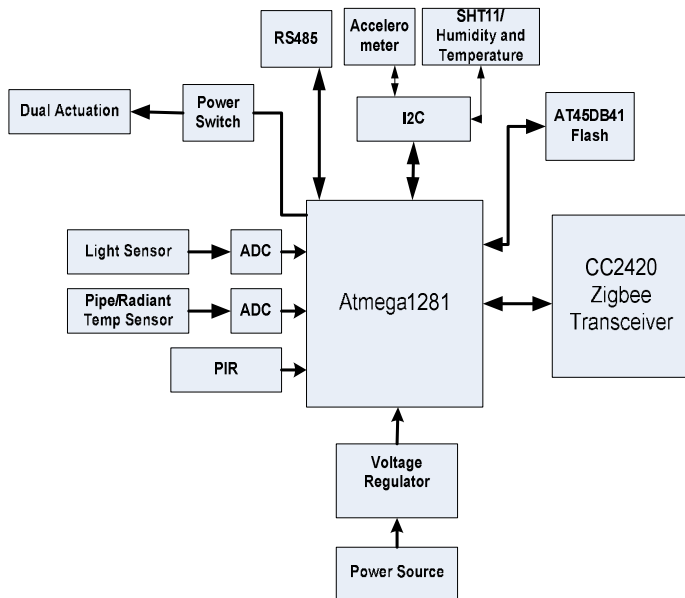 RS485
Accelero
meter
SHT11/
Humidity and
Temperature
Dual Actuation
Power
Switch
I2C
AT45DB41
Flash
Light Sensor
ADC
Pipe/Radiant
Temp Sensor
ADC
PIR
Atmega1281
CC2420
Zigbee
Transceiver
Voltage
Regulator
Power Source